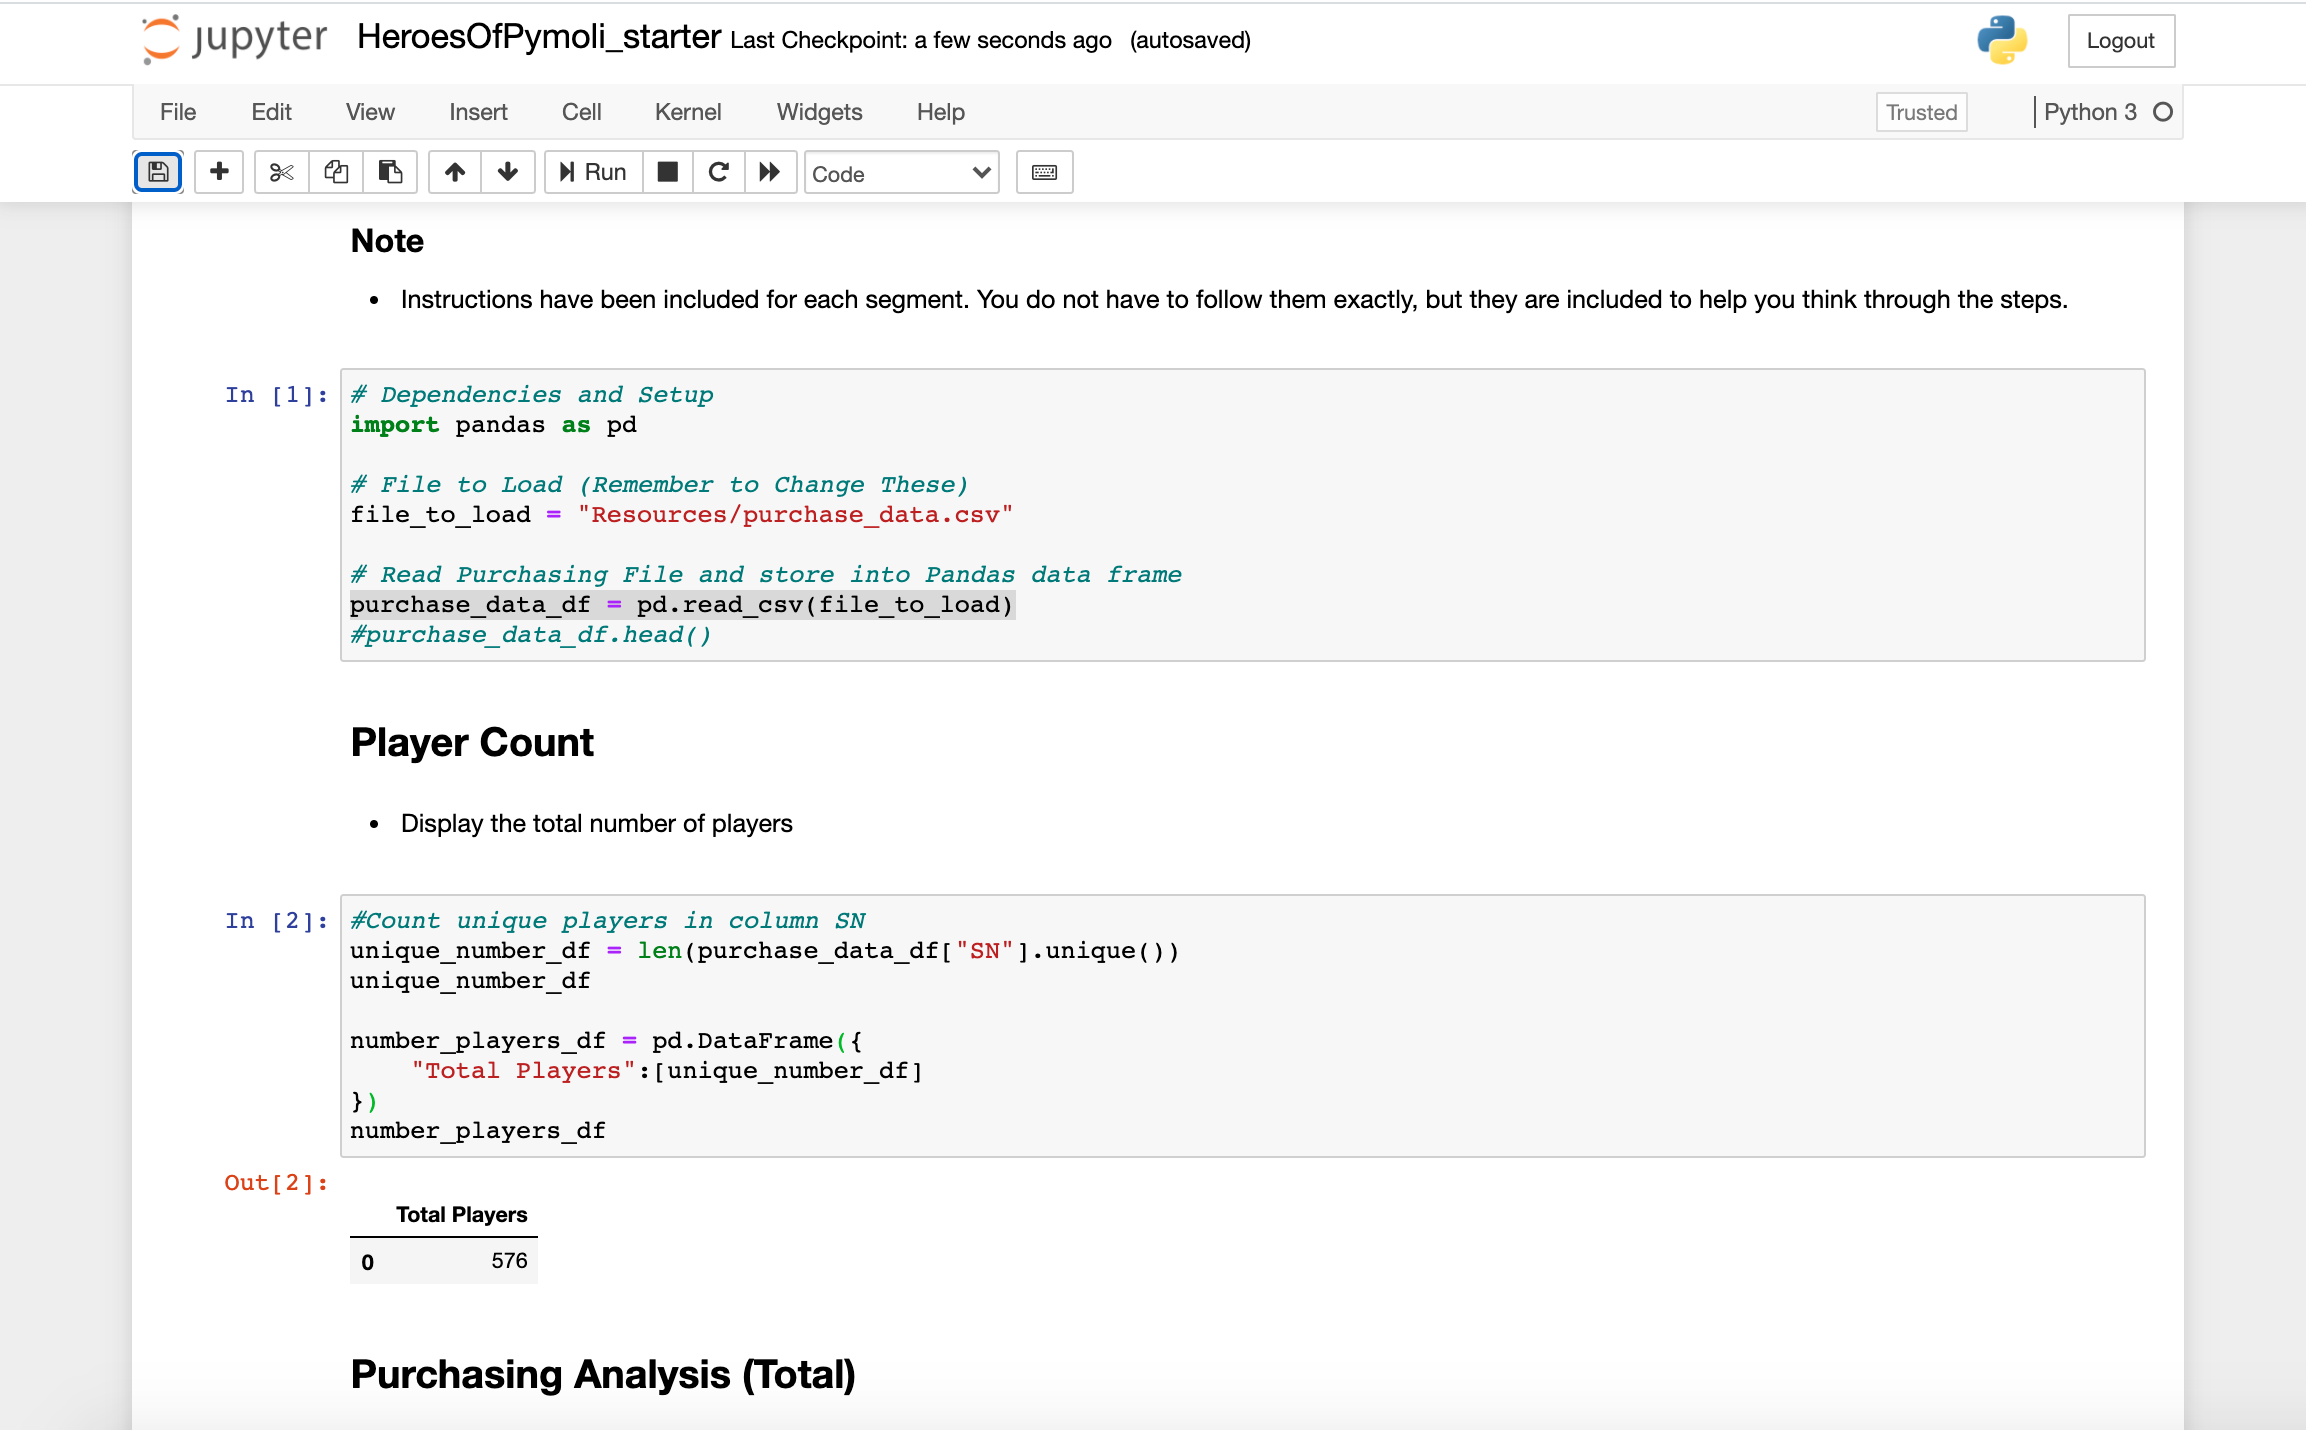 jupyter HeroesOfPymoli_starter Last Checkpoint: a few seconds ago (autosaved) Logout
File Edit View Insert Cell Kernel Widgets Help Trusted Python 3
Run Code
Note
• Instructions have been included for each segment. You do not have to follow them exactly, but they are included to help you think through the steps.
In [1]: # Dependencies and Setup
import pandas as pd

# File to Load (Remember to Change These)
file_to_load = "Resources/purchase_data.csv"

# Read Purchasing File and store into Pandas data frame
purchase_data_df = pd.read_csv(file_to_load)
#purchase_data_df.head()
Player Count
• Display the total number of players
In [2]: #Count unique players in column SN
unique_number_df = len(purchase_data_df["SN"].unique())
unique_number_df

number_players_df = pd.DataFrame({
    "Total Players":[unique_number_df]
})
number_players_df
Out[2]:
Total Players
0 576
Purchasing Analysis (Total)